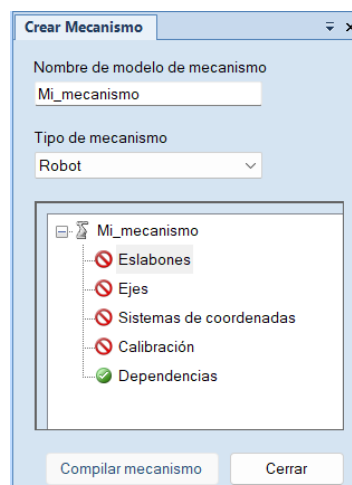 Crear Mecanismo
Nombre de modelo de mecanismo
Mi_mecanismo
Tipo de mecanismo
Robot
Mi_mecanismo
Eslabones
Ejes
Sistemas de coordenadas
Calibración
Dependencias
Compilar mecanismo Cerrar